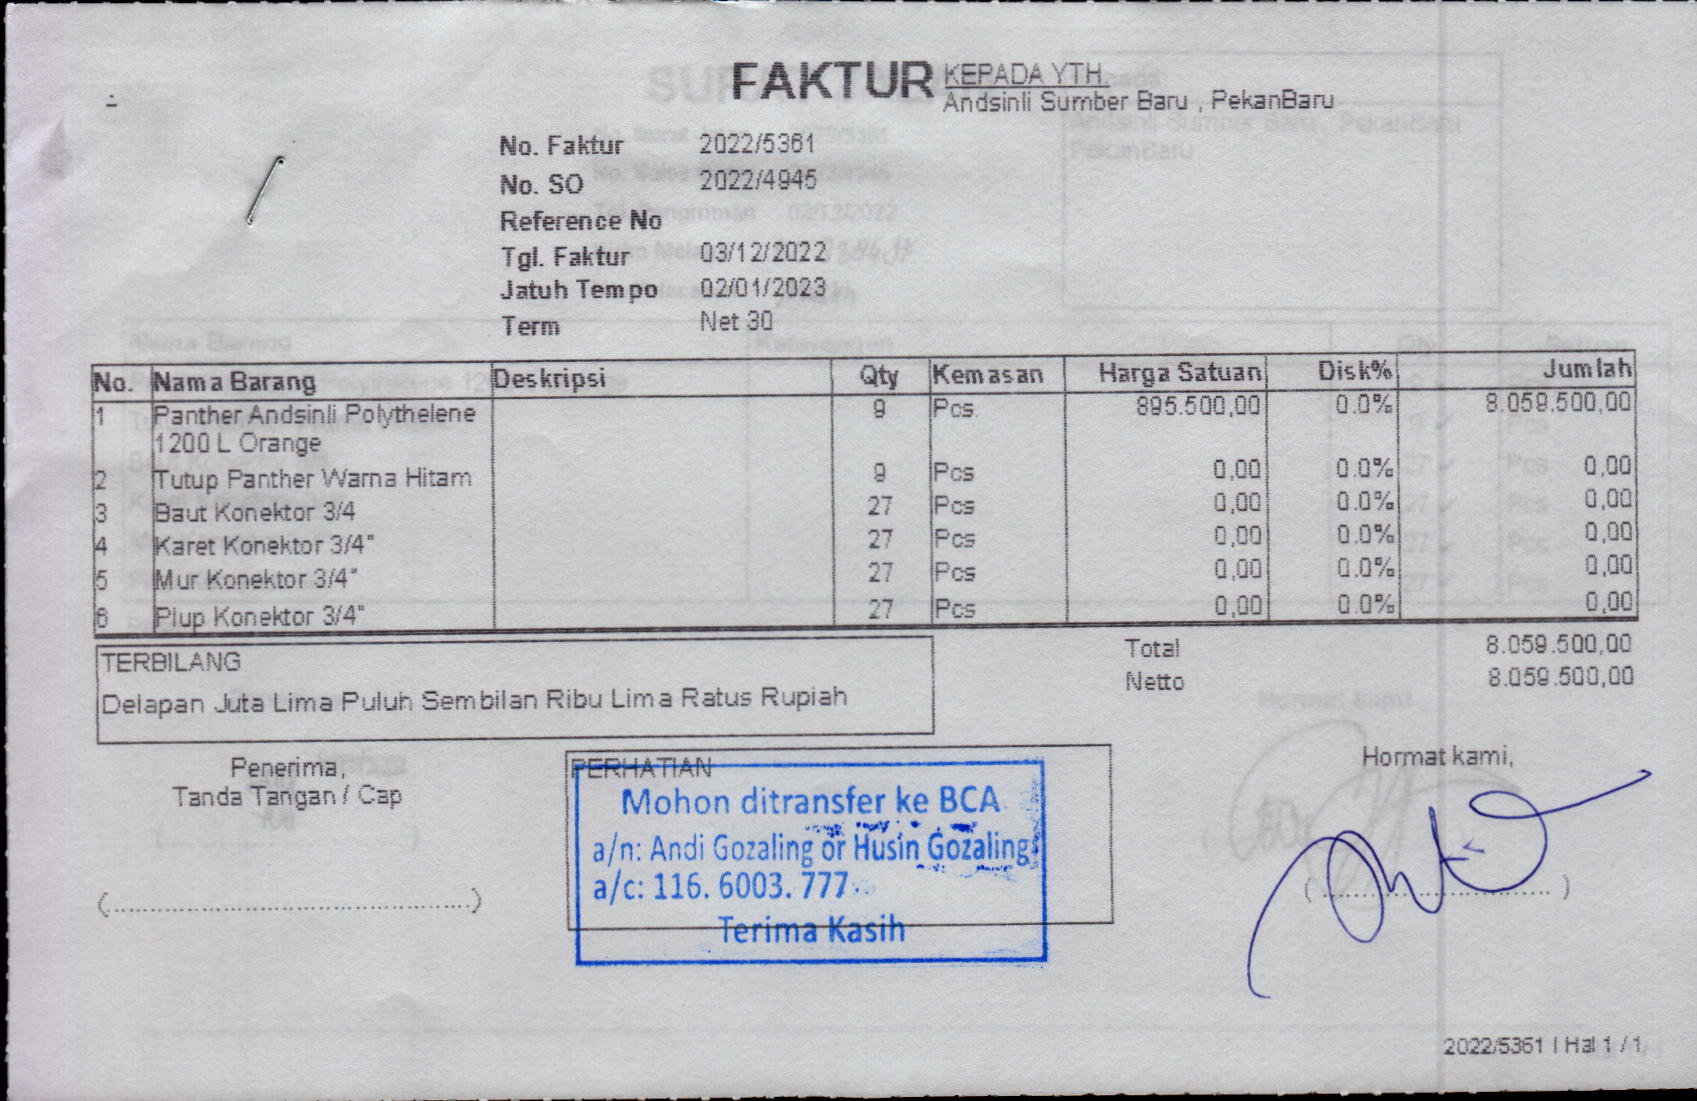 FAKTUR
KEPADA YTH.
Andsinli Sumber Baru , PekanBaru
No. Faktur 2022/5361
No. SO 2022/4945
Reference No
Tgl. Faktur 03/12/2022
Jatuh Tempo 02/01/2023
Term Net 30
No. Nama Barang Deskripsi Qty Kemasan Harga Satuan Disk% Jumlah
1 Panther Andsinli Polythelene 9 Pcs. 895.500,00 0.0% 8.059.500,00
1200 L Orange
2 Tutup Panther Warna Hitam 9 Pcs 0,00 0.0% 0,00
3 Baut Konektor 3/4 27 Pcs 0,00 0.0% 0,00
4 Karet Konektor 3/4" 27 Pcs 0,00 0.0% 0,00
5 Mur Konektor 3/4" 27 Pcs 0,00 0.0% 0,00
6 Plup Konektor 3/4" 27 Pcs 0,00 0.0% 0,00
Total 8.059.500,00
Netto 8.059.500,00
TERBILANG
Delapan Juta Lima Puluh Sembilan Ribu Lima Ratus Rupiah
Penerima,
Tanda Tangan / Cap
(..............................................)
PERHATIAN
Mohon ditransfer ke BCA
a/n: Andi Gozaling or Husin Gozaling
a/c: 116. 6003. 777
Terima Kasih
Hormat kami,
(..............................)
2022/5361 | Hal 1 / 1